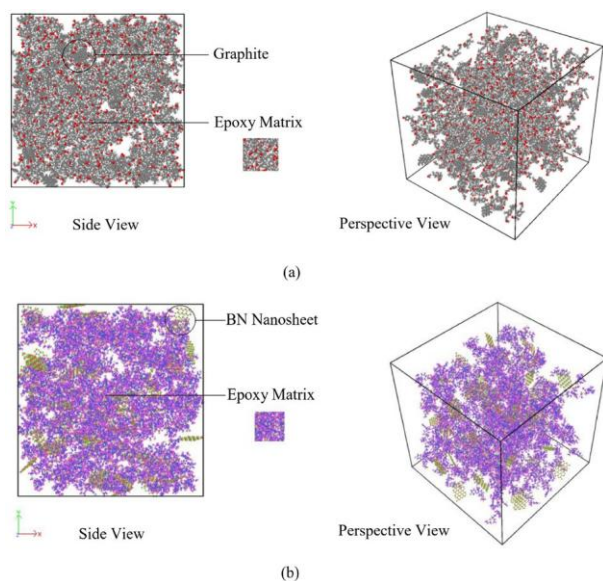 Graphite
Epoxy Matrix
Y
X
Side View
Perspective View
(a)
BN Nanosheet
Epoxy Matrix
Y
X
Side View
Perspective View
(b)